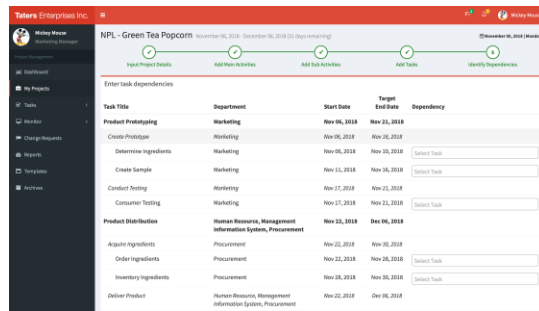 Taters Enterprises Inc.
Mickey Mouse
Mickey Mouse
Marketing Manager
Project Management
Dashboard
My Projects
Tasks
Monitor
Change Requests
Reports
Templates
Archives
NPL - Green Tea Popcorn November 06, 2018 - December 06, 2018 (31 days remaining)
November 05, 2018
Input Project Details
Add Main Activities
Add Sub Activities
Add Tasks
5
Identify Dependencies
Enter task dependencies
Task Title Department Start Date Target End Date Dependency
Product Prototyping Marketing Nov 06, 2018 Nov 21, 2018
Create Prototype Marketing Nov 06, 2018 Nov 16, 2018
Determine Ingredients Marketing Nov 06, 2018 Nov 10, 2018 Select Task
Create Sample Marketing Nov 11, 2018 Nov 16, 2018 Select Task
Conduct Testing Marketing Nov 17, 2018 Nov 21, 2018
Consumer Testing Marketing Nov 17, 2018 Nov 21, 2018 Select Task
Product Distribution Human Resource, Management Information System, Procurement Nov 22, 2018 Dec 06, 2018
Acquire Ingredients Procurement Nov 22, 2018 Nov 30, 2018
Order Ingredients Procurement Nov 22, 2018 Nov 28, 2018 Select Task
Inventory Ingredients Procurement Nov 28, 2018 Nov 30, 2018 Select Task
Deliver Product Human Resource, Management Information System, Procurement Nov 22, 2018 Dec 06, 2018